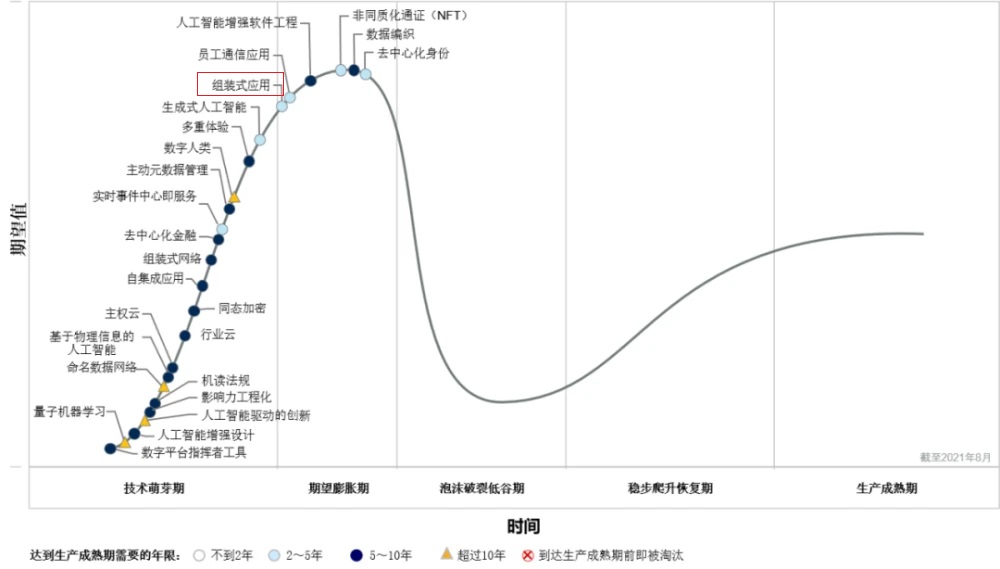 非同质化通证（NFT）
人工智能增强软件工程
数据编织
员工通信应用
去中心化身份
组装式应用
生成式人工智能
多重体验
数字人类
主动元数据管理
实时事件中心即服务
去中心化金融
组装式网络
自集成应用
同态加密
主权云
行业云
基于物理信息的
人工智能
命名数据网络
机读法规
影响力工程化
量子机器学习
人工智能驱动的创新
人工智能增强设计
数字平台指挥者工具
期望值
截至2021年8月
技术萌芽期
期望膨胀期
泡沫破裂低谷期
稳步爬升恢复期
生产成熟期
时间
达到生产成熟期需要的年限： 不到2年 2～5年 5～10年 超过10年 到达生产成熟期前即被淘汰